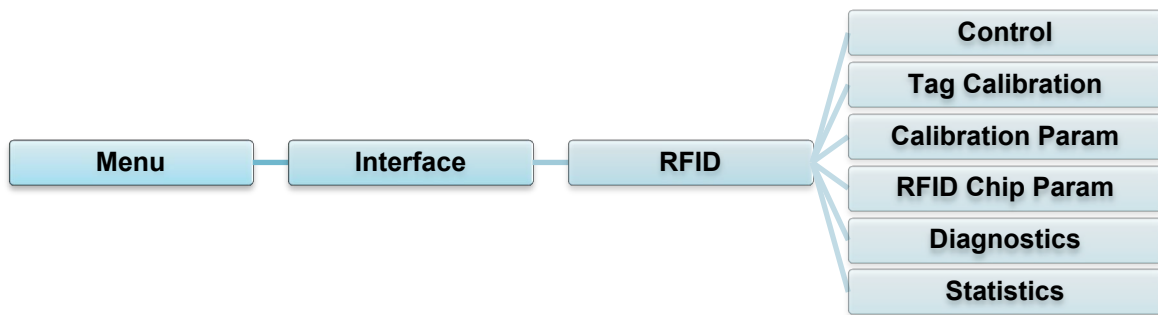 Menu
Interface
RFID
Control
Tag Calibration
Calibration Param
RFID Chip Param
Diagnostics
Statistics